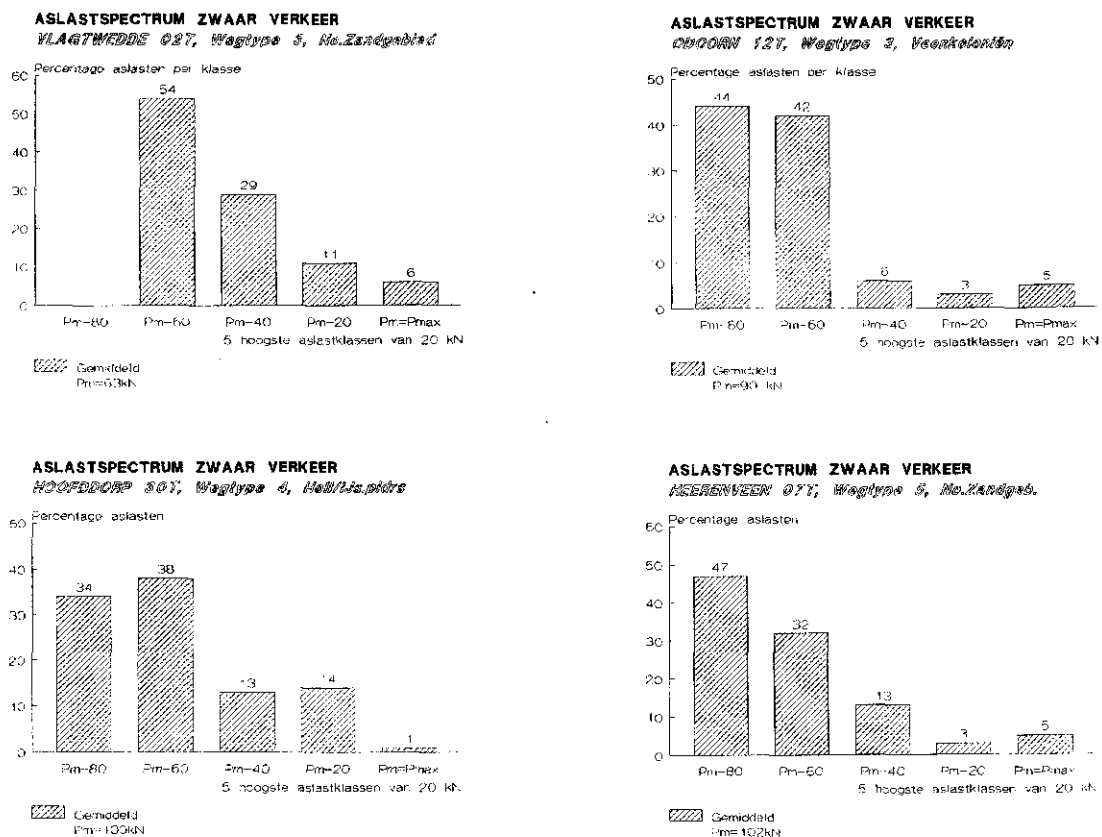 ASLASTSPECTRUM ZWAAR VERKEER
VLAGTWEDDE 02T, Wegtype 5, No.Zandgebied
Percentage aslasten per klasse
60
50
40
30
20
10
0
54
29
11
6
Pm-80 Pm-60 Pm-40 Pm-20 Pm=Pmax
5 hoogste aslastklassen van 20 kN
Gemiddeld
Pm=63kN
ASLASTSPECTRUM ZWAAR VERKEER
ODOORN 12T, Wegtype 3, Veenkoloniën
Percentage aslasten per klasse
50
40
30
20
10
0
44
42
6
3
5
Pm-80 Pm-60 Pm-40 Pm-20 Pm=Pmax
5 hoogste aslastklassen van 20 kN
Gemiddeld
Pm=90 kN
ASLASTSPECTRUM ZWAAR VERKEER
HOOFDDORP 30T, Wegtype 4,
Percentage aslasten
50
40
30
20
10
0
34
38
13
14
1
Pm-80 Pm-60 Pm-40 Pm-20 Pm=Pmax
5 hoogste aslastklassen van 20 kN
Gemiddeld
Pm=100kN
ASLASTSPECTRUM ZWAAR VERKEER
HEERENVEEN 07T, Wegtype 5, No.Zandgeb.
Percentage aslasten
60
50
40
30
20
10
0
47
32
13
3
5
Pm-80 Pm-60 Pm-40 Pm-20 Pm=Pmax
5 hoogste aslastklassen van 20 kN
Gemiddeld
Pm=102kN